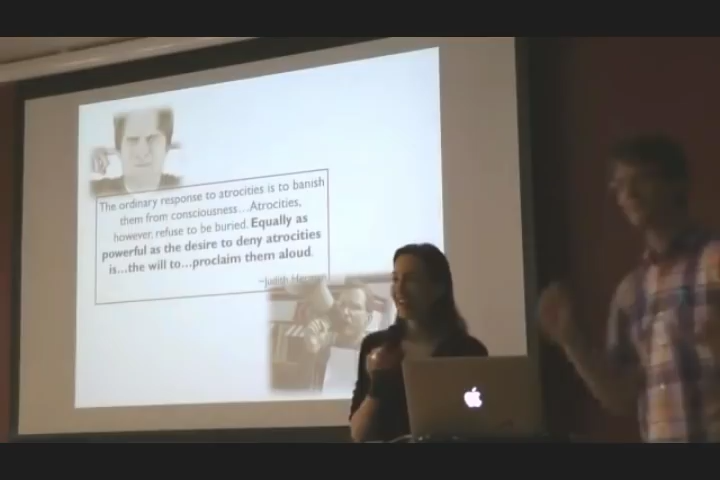 The ordinary response to atrocities is to banish
them from consciousness…Atrocities,
however, refuse to be buried. Equally as
powerful as the desire to deny atrocities
is…the will to…proclaim them aloud.
~Judith